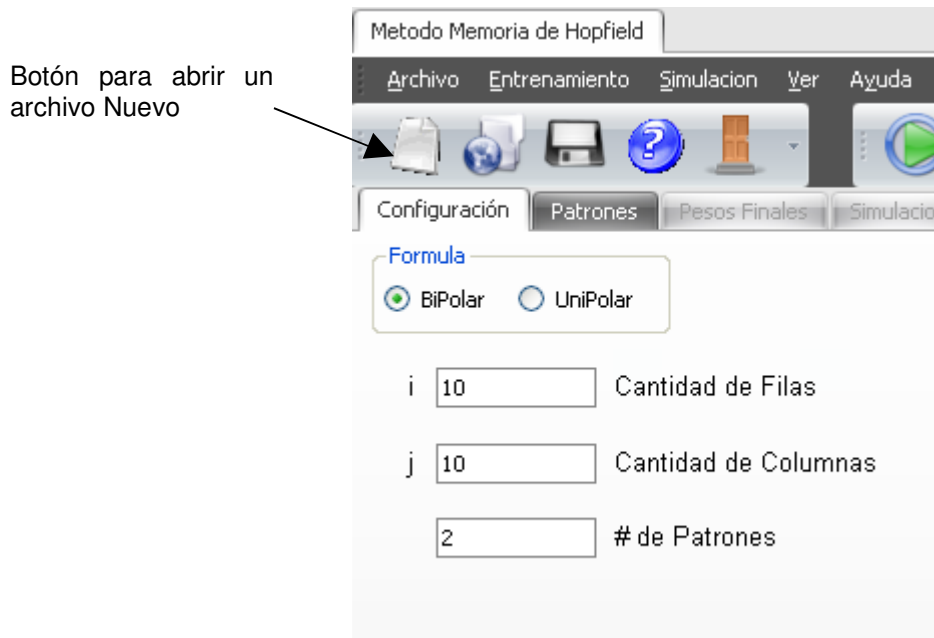 Metodo Memoria de Hopfield
Botón para abrir un
archivo Nuevo
Archivo Entrenamiento Simulacion Ver Ayuda
Configuración Patrones Pesos Finales Simulacio
Formula
BiPolar UniPolar
i 10 Cantidad de Filas
j 10 Cantidad de Columnas
2 # de Patrones